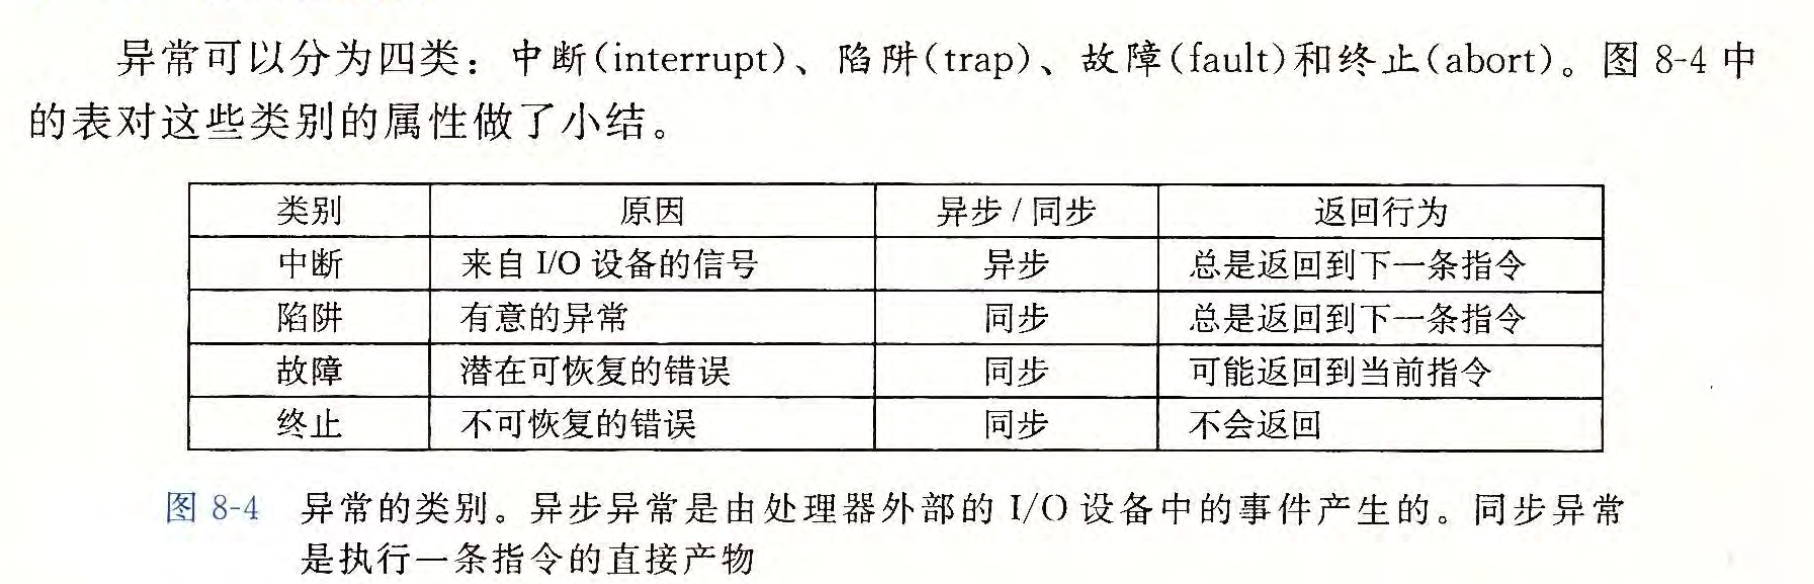 异常可以分为四类：中断(interrupt)、陷阱(trap)、故障(fault)和终止(abort)。图 8-4 中
的表对这些类别的属性做了小结。
类别 原因 异步 / 同步 返回行为
中断 来自 I/O 设备的信号 异步 总是返回到下一条指令
陷阱 有意的异常 同步 总是返回到下一条指令
故障 潜在可恢复的错误 同步 可能返回到当前指令
终止 不可恢复的错误 同步 不会返回
图 8-4 异常的类别。异步异常是由处理器外部的 I/O 设备中的事件产生的。同步异常
是执行一条指令的直接产物